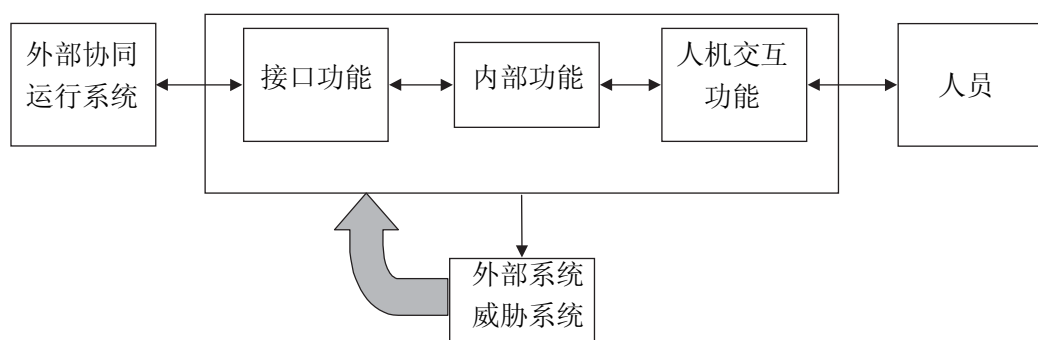 外部协同
运行系统
接口功能
内部功能
人机交互
功能
人员
外部系统
威胁系统